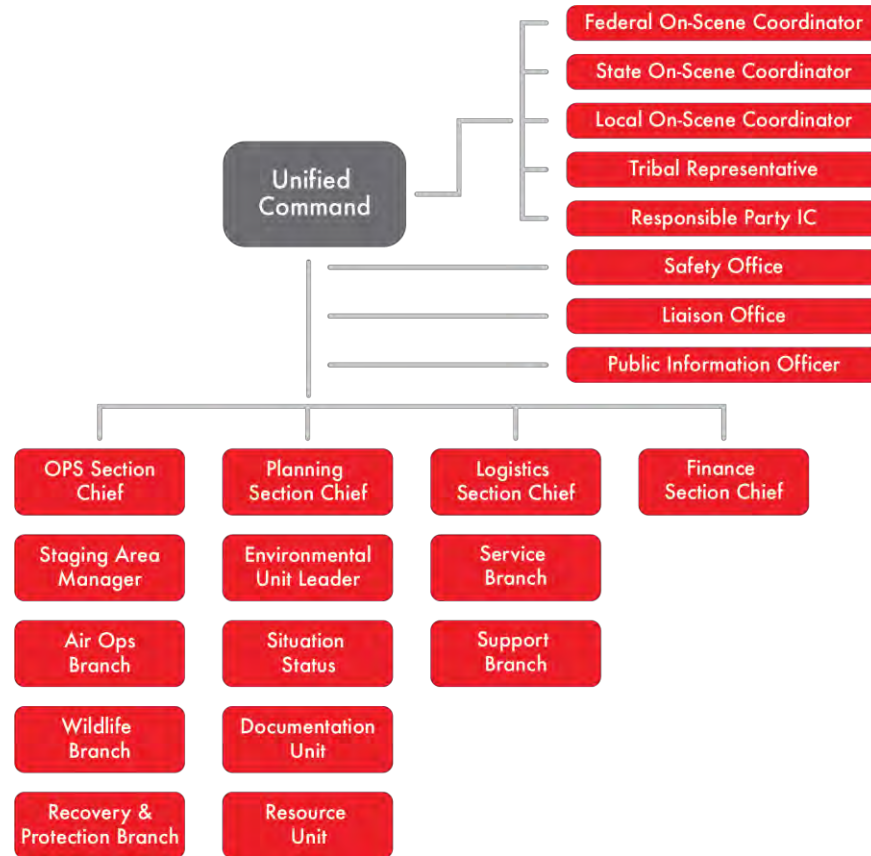 Federal On-Scene Coordinator
State On-Scene Coordinator
Local On-Scene Coordinator
Tribal Representative
Responsible Party IC
Unified
Command
Safety Office
Liaison Office
Public Information Officer
OPS Section
Chief
Planning
Section Chief
Logistics
Section Chief
Finance
Section Chief
Staging Area
Manager
Environmental
Unit Leader
Service
Branch
Air Ops
Branch
Situation
Status
Support
Branch
Wildlife
Branch
Documentation
Unit
Recovery &
Protection Branch
Resource
Unit